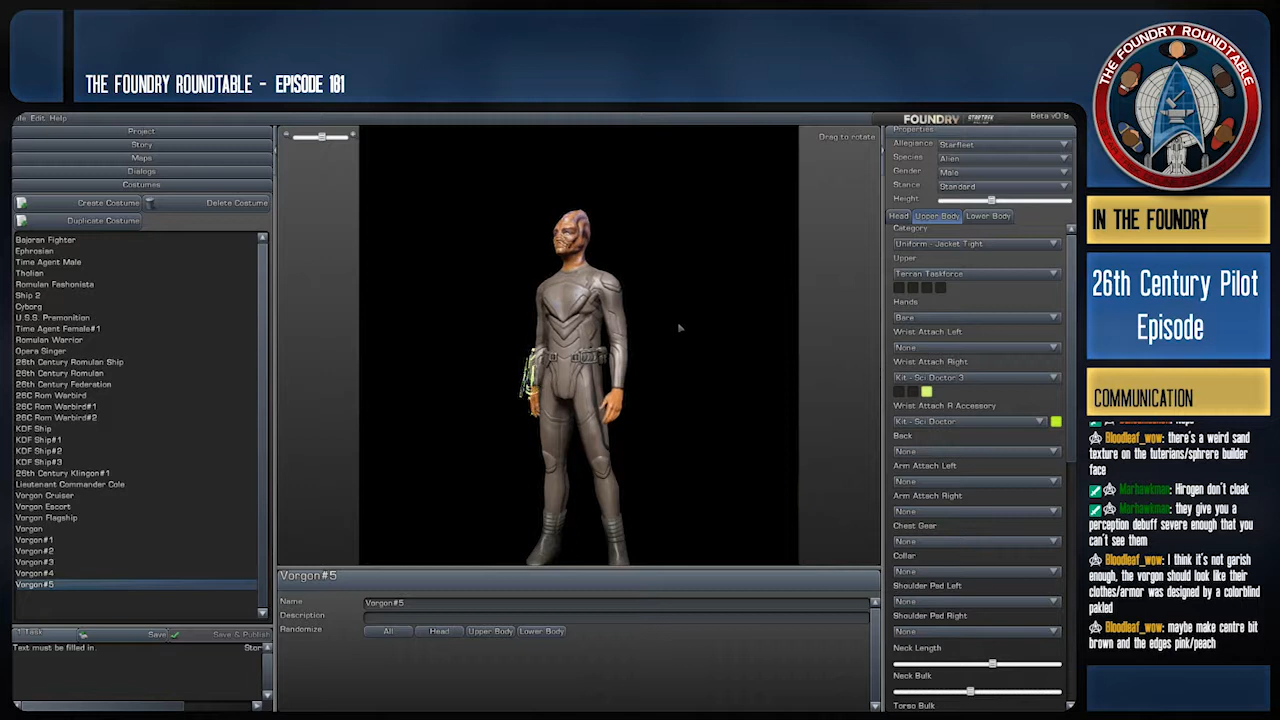 THE FOUNDRY ROUNDTABLE - EPISODE 181
THE FOUNDRY ROUNDTABLE
Edit Help
FOUNDRY
Project
Story
Maps
Dialogs
Costumes
Create Costume
Delete Costume
Duplicate Costume
Bajoran Fighter
Ephrosian
Time Agent Male
Tholian
Romulan Fashonista
Ship 2
Cyborg
U.S.S. Premonition
Time Agent Female#1
Romulan Warrior
Opera Singer
26th Century Romulan Ship
26th Century Romulan
26th Century Federation
26C Rom Warbird
26C Rom Warbird#1
26C Rom Warbird#2
KDF Ship
KDF Ship#1
KDF Ship#2
KDF Ship#3
26th Century Klingon#1
Lieutenant Commander Cole
Vorgon Cruiser
Vorgon Escort
Vorgon Flagship
Vorgon
Vorgon#1
Vorgon#2
Vorgon#3
Vorgon#4
Vorgon#5
1 Task
Save
Save & Publish
Text must be filled in.
Stor
Drag to rotate
Vorgon#5
Name
Vorgon#5
Description
Randomize
All
Head
Upper Body
Lower Body
Properties
Allegiance
Starfleet
Species
Alien
Gender
Male
Stance
Standard
Height
Head
Upper Body
Lower Body
Category
Uniform - Jacket Tight
Upper
Terran Taskforce
Hands
Bare
Wrist Attach Left
None
Wrist Attach Right
Kit - Sci Doctor 3
Wrist Attach R Accessory
Kit - Sci Doctor
Back
None
Arm Attach Left
None
Arm Attach Right
None
Chest Gear
None
Collar
None
Shoulder Pad Left
None
Shoulder Pad Right
None
Neck Length
Neck Bulk
Torso Bulk
IN THE FOUNDRY
26th Century Pilot
Episode
COMMUNICATION
Bloodleaf_wow: there's a weird sand
texture on the tuterians/sphrere builder
face
Marhawkman: Hirogen don't cloak
Marhawkman: they give you a
perception debuff severe enough that you
can't see them
Bloodleaf_wow: I think it's not garish
enough, the vorgon should look like their
clothes/armor was designed by a colorblind
pakled
Bloodleaf_wow: maybe make centre bit
brown and the edges pink/peach